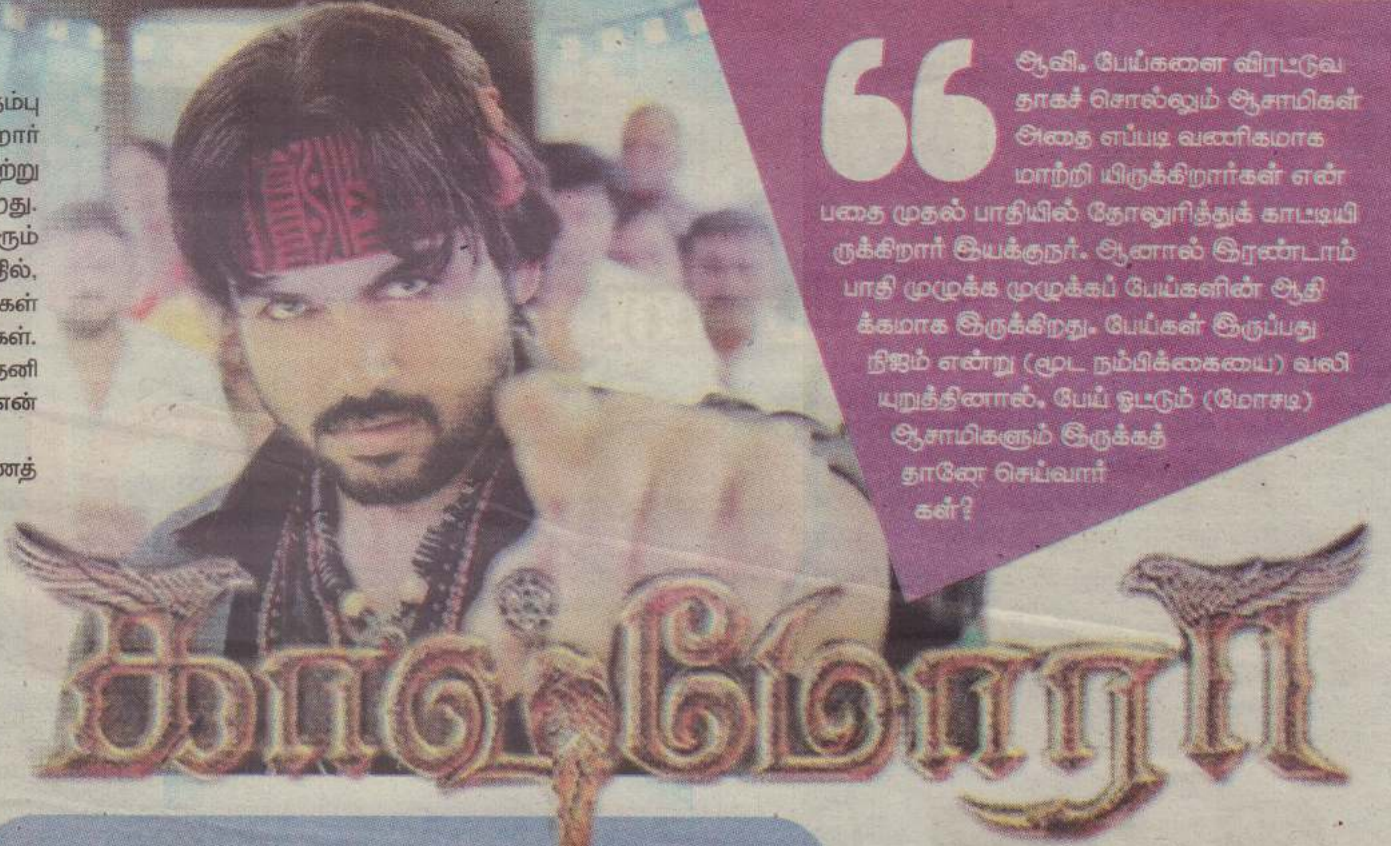 ஆவி, பேய்களை விரட்டுவ
தாகச் சொல்லும் ஆசாமிகள்
அதை எப்படி வணிகமாக
மாற்றி யிருக்கிறார்கள் என்
பதை முதல் பாதியில் தோலுரித்துக் காட்டியி
ருக்கிறார் இயக்குநர். ஆனால் இரண்டாம்
பாதி முழுக்க முழுக்கப் பேய்களின் ஆதி
க்கமாக இருக்கிறது. பேய்கள் இருப்பது
நிஜம் என்று (மூட நம்பிக்கையை) வலி
யுறுத்தினால், பேய் ஓட்டும் (மோசடி)
ஆசாமிகளும் இருக்கத்
தானே செய்வார்
கள்?
காஷ்மோரா